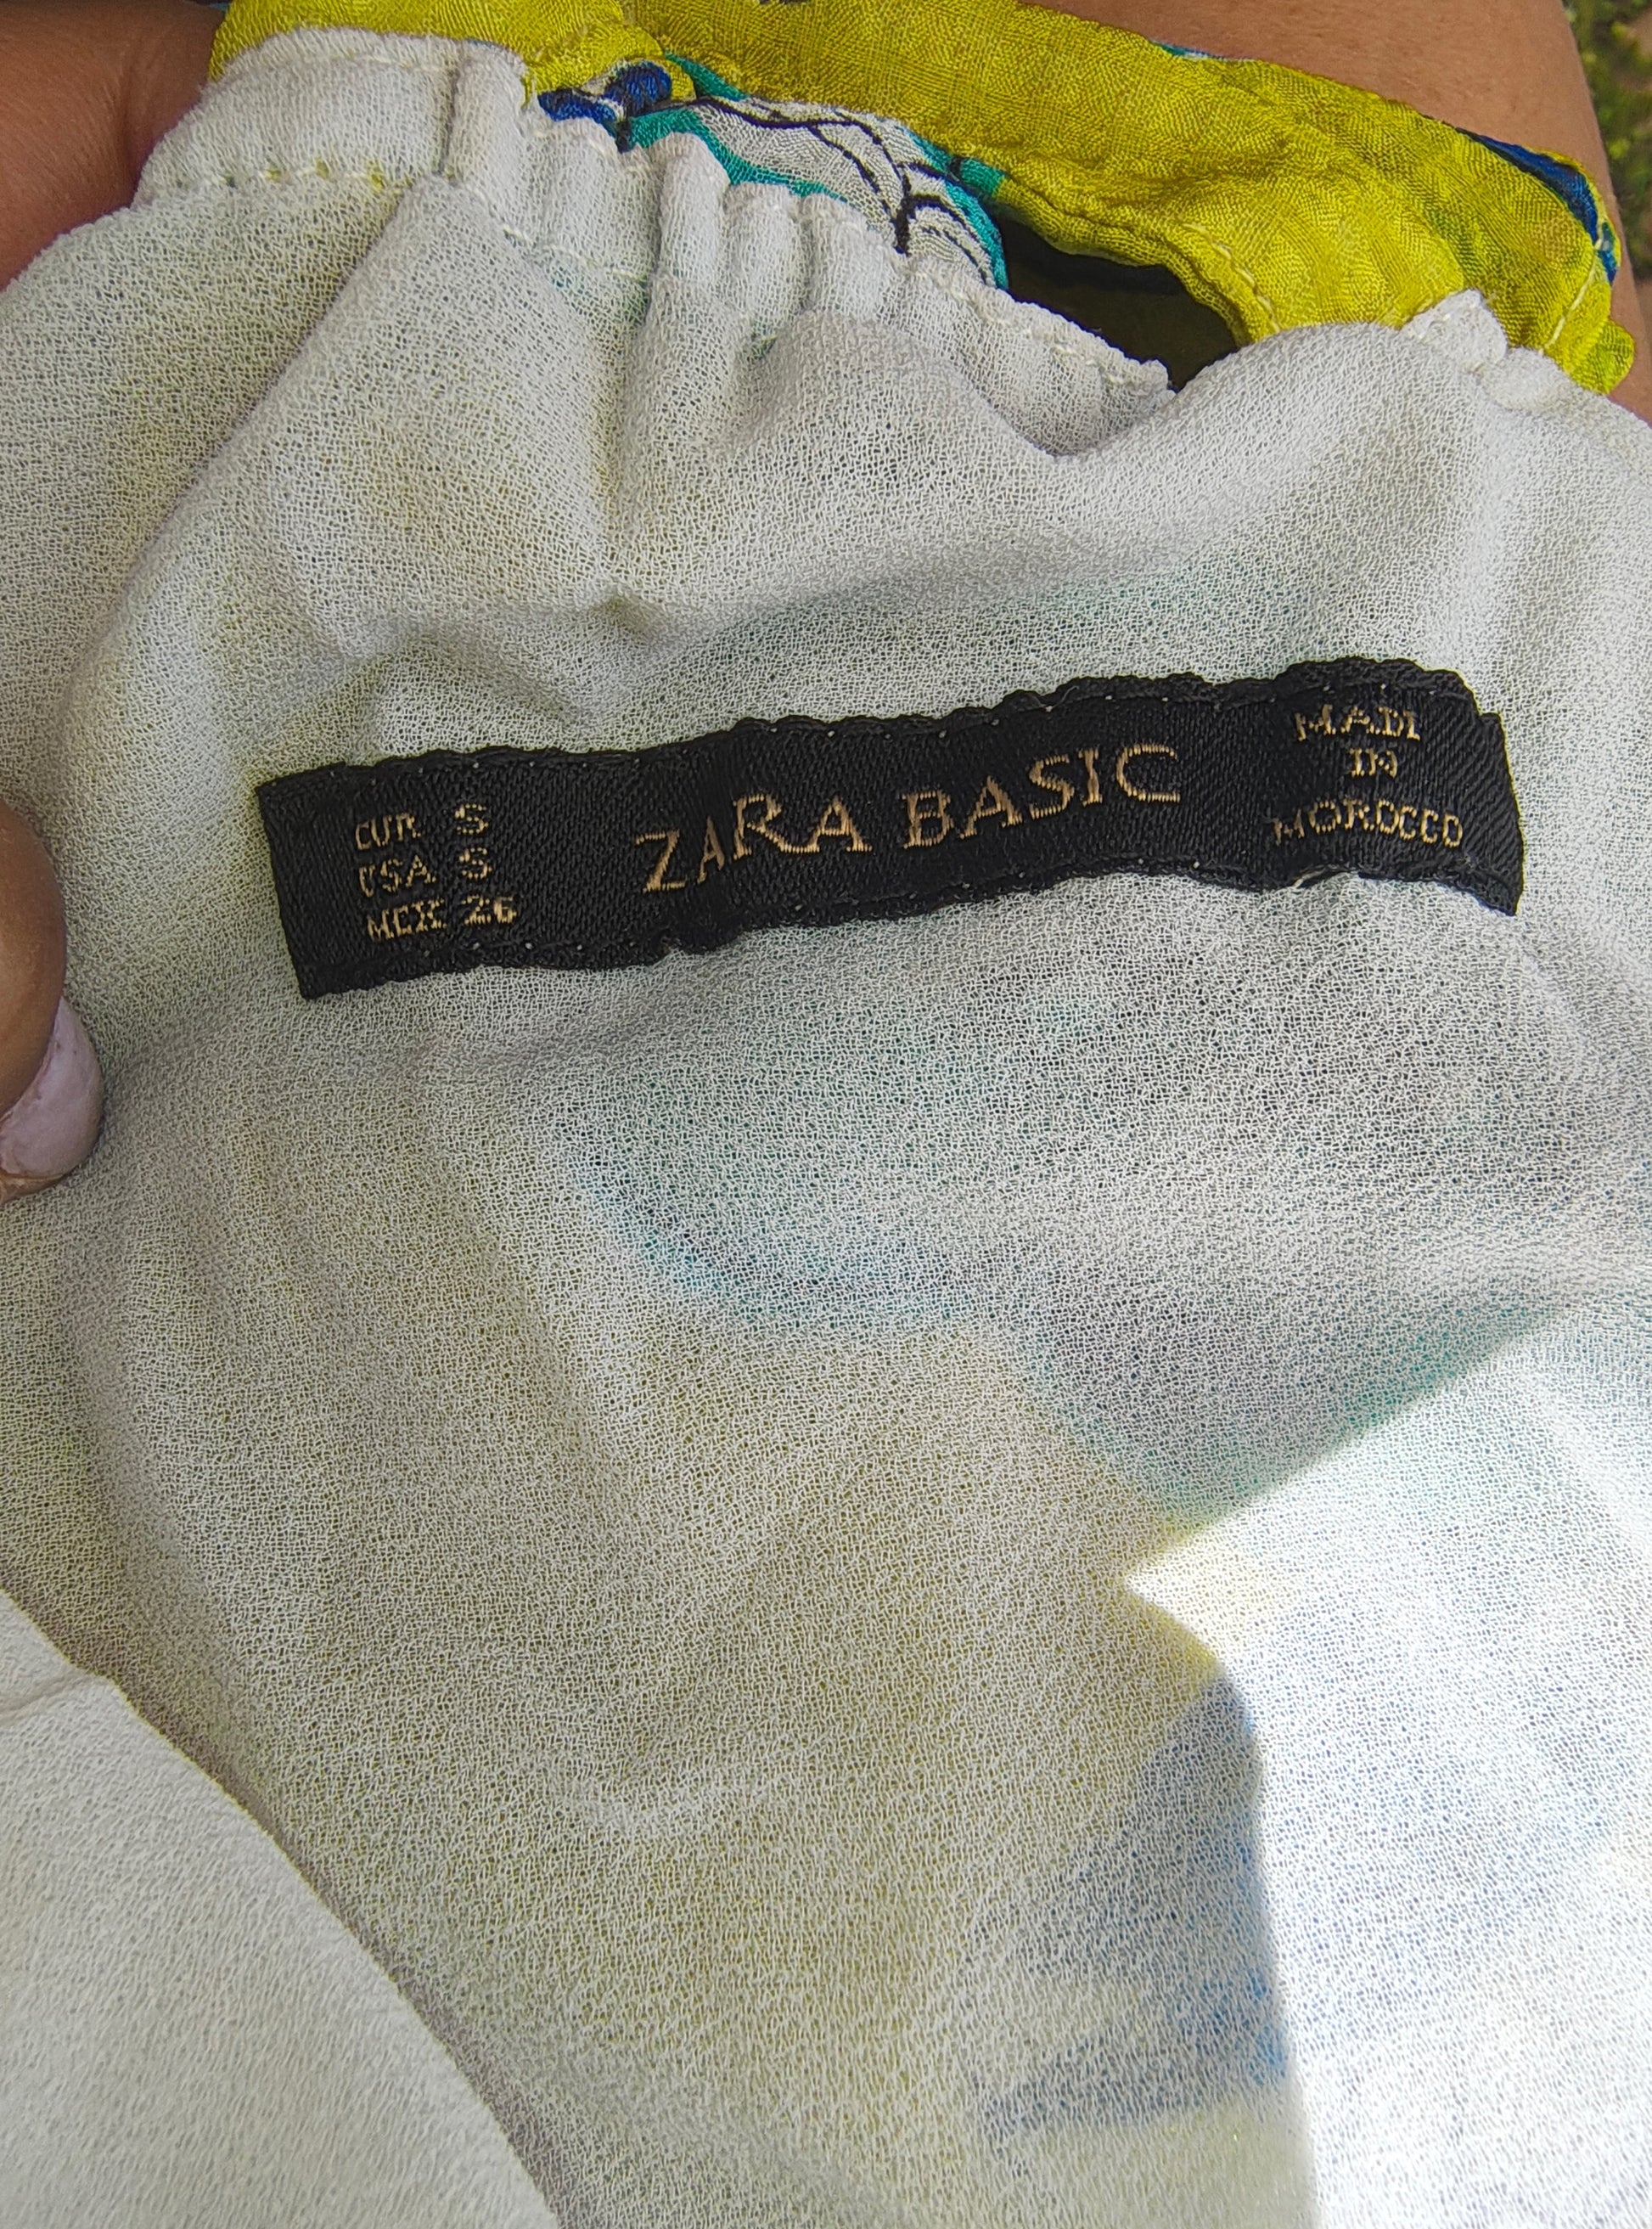 EUR S
USA S
MEX 26
ZARA BASIC
MADE
IN
MOROCCO